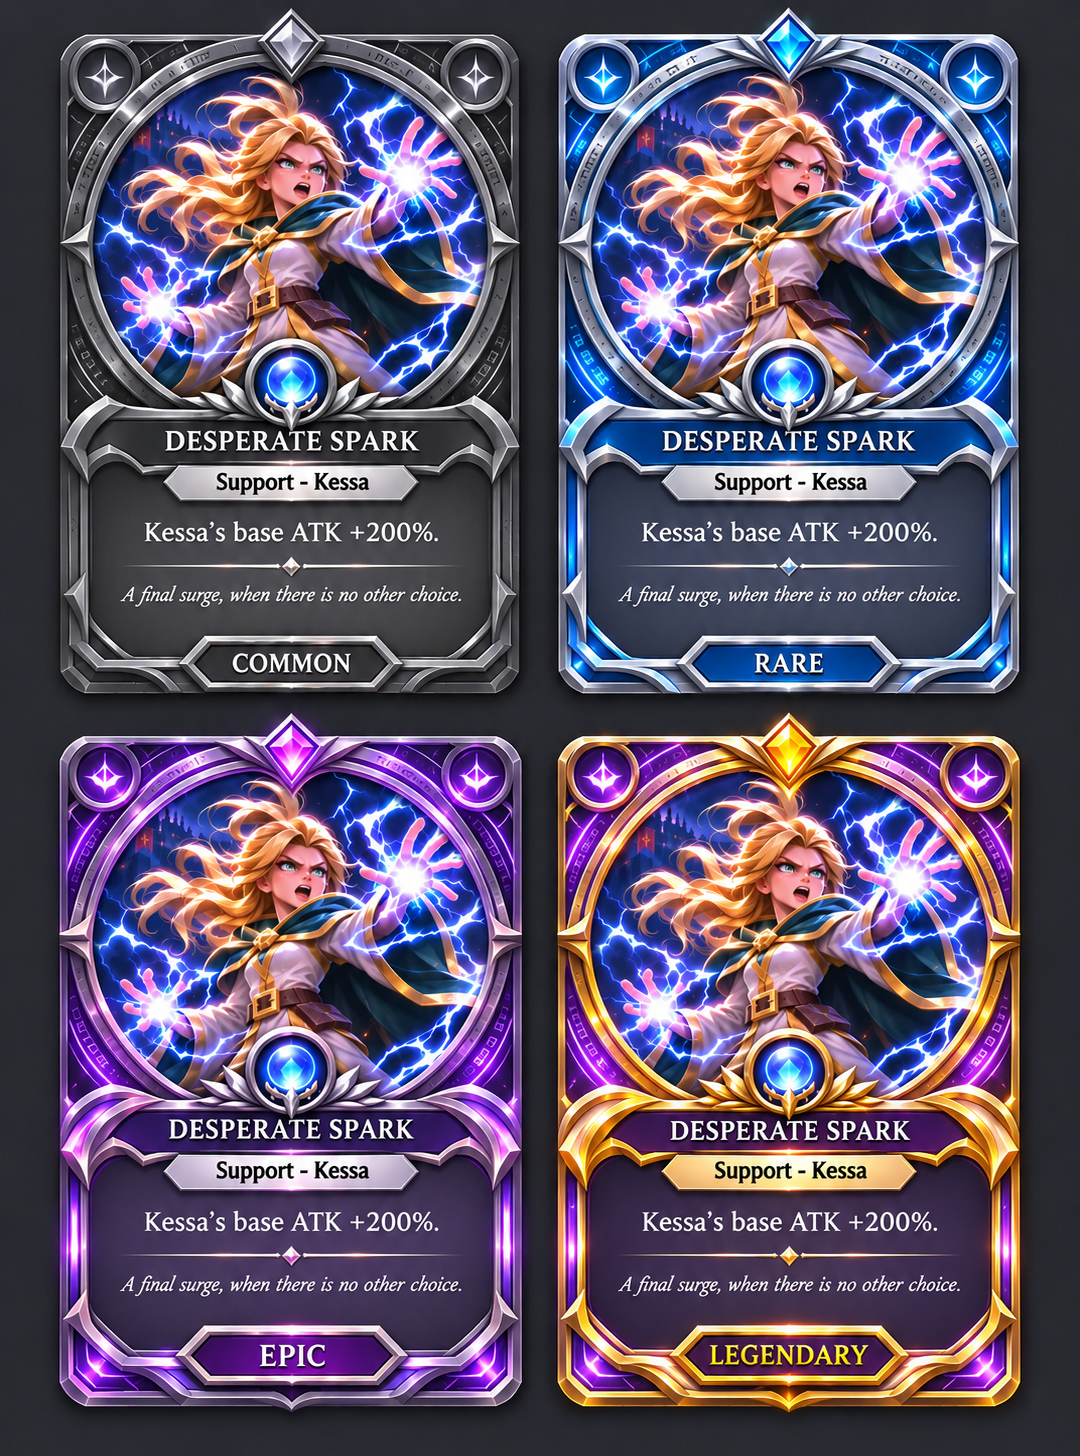 DESPERATE SPARK
Support - Kessa
Kessa's base ATK +200%.
A final surge, when there is no other choice.
COMMON
DESPERATE SPARK
Support - Kessa
Kessa's base ATK +200%.
A final surge, when there is no other choice.
RARE
DESPERATE SPARK
Support - Kessa
Kessa's base ATK +200%.
A final surge, when there is no other choice.
EPIC
DESPERATE SPARK
Support - Kessa
Kessa's base ATK +200%.
A final surge, when there is no other choice.
LEGENDARY